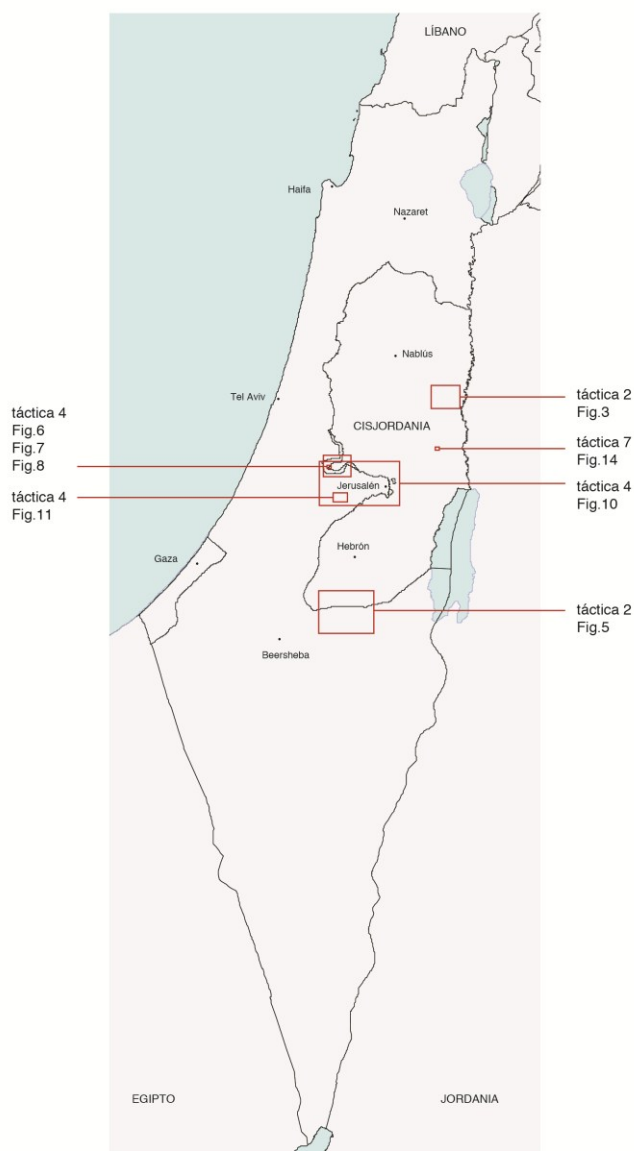 LÍBANO
Haifa
Nazaret
Nablús
Tel Aviv
táctica 4
Fig.6
Fig.7
Fig.8
táctica 2
Fig.3
CISJORDANIA
táctica 7
Fig.14
Jerusalén
táctica 4
Fig.10
táctica 4
Fig.11
Gaza
Hebrón
táctica 2
Fig.5
Beersheba
EGIPTO
JORDANIA